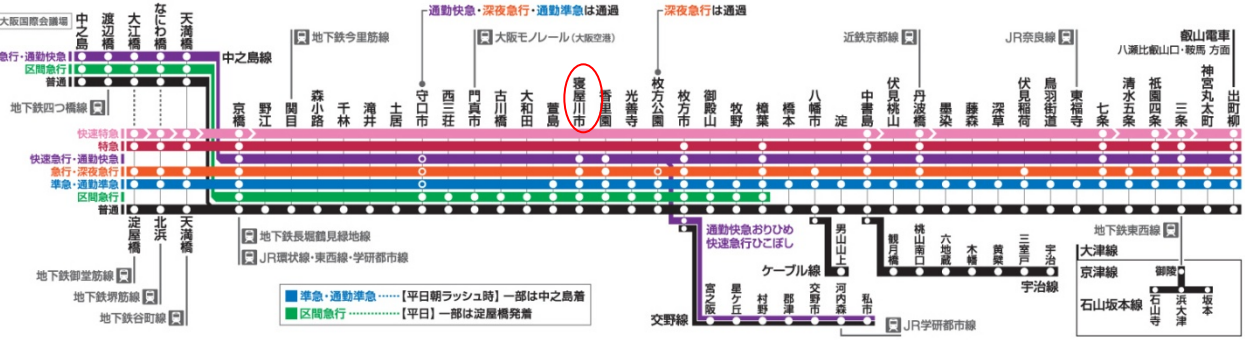 大阪国際会議場
中之島
渡辺橋
大江橋
なにわ橋
天満橋
急行・通勤快急
区間急行
普通
中之島線
地下鉄四つ橋線
地下鉄今里筋線
通勤快急・深夜急行・通勤準急は通過
大阪モノレール(大阪空港)
深夜急行は通過
近鉄京都線
JR奈良線
叡山電車
八瀬比叡山口・鞍馬 方面
京橋
野江
関目
森小路
千林
滝井
土居
守口市
西三荘
門真市
古川橋
大和田
萱島
寝屋川市
香里園
光善寺
枚方公園
枚方市
御殿山
牧野
樟葉
橋本
八幡市
淀
中書島
伏見桃山
丹波橋
墨染
藤森
深草
伏見稲荷
鳥羽街道
東福寺
七条
清水五条
祇園四条
三条
神宮丸太町
出町柳
快速特急
特急
快速急行・通勤快急
急行・深夜急行
準急・通勤準急
区間急行
普通
淀屋橋
北浜
天満橋
地下鉄長堀鶴見緑地線
JR環状線・東西線・学研都市線
地下鉄御堂筋線
地下鉄堺筋線
地下鉄谷町線
準急・通勤準急……【平日朝ラッシュ時】一部は中之島着
区間急行…………【平日】一部は淀屋橋発着
通勤快急おりひめ
快速急行ひこぼし
男山山上
ケーブル線
観月橋
桃山南口
六地蔵
木幡
黄檗
三室戸
宇治
宇治線
交野線
宮之阪
星ケ丘
村野
郡津
交野市
河内森
私市
JR学研都市線
地下鉄東西線
大津線
京津線
御陵
石山坂本線
石山寺
浜大津
坂本